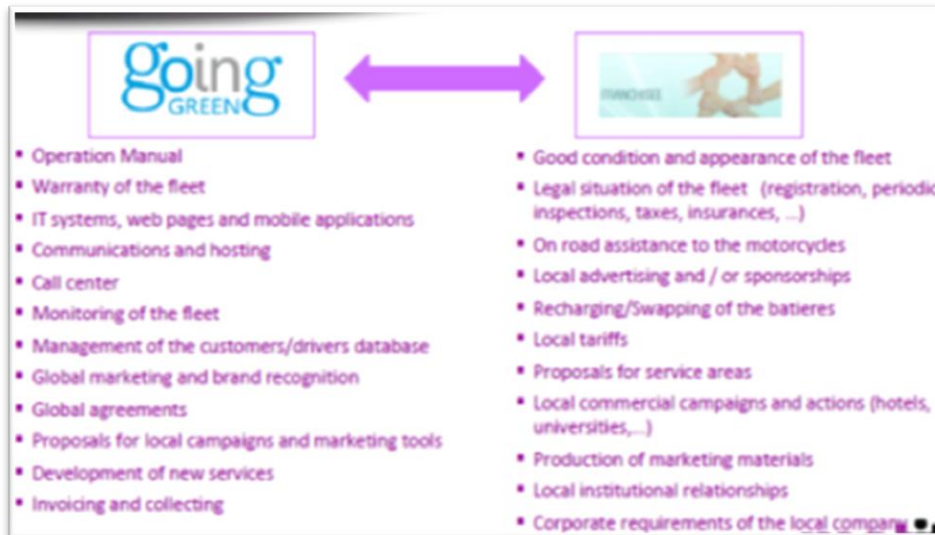 going
GREEN
FRANCHISEE
Operation Manual
Warranty of the fleet
IT systems, web pages and mobile applications
Communications and hosting
Call center
Monitoring of the fleet
Management of the customers/drivers database
Global marketing and brand recognition
Global agreements
Proposals for local campaigns and marketing tools
Development of new services
Invoicing and collecting
Good condition and appearance of the fleet
Legal situation of the fleet (registration, periodic
inspections, taxes, insurances, ...)
On road assistance to the motorcycles
Local advertising and / or sponsorships
Recharging/Swapping of the batieres
Local tariffs
Proposals for service areas
Local commercial campaigns and actions (hotels,
universities,...)
Production of marketing materials
Local institutional relationships
Corporate requirements of the local company